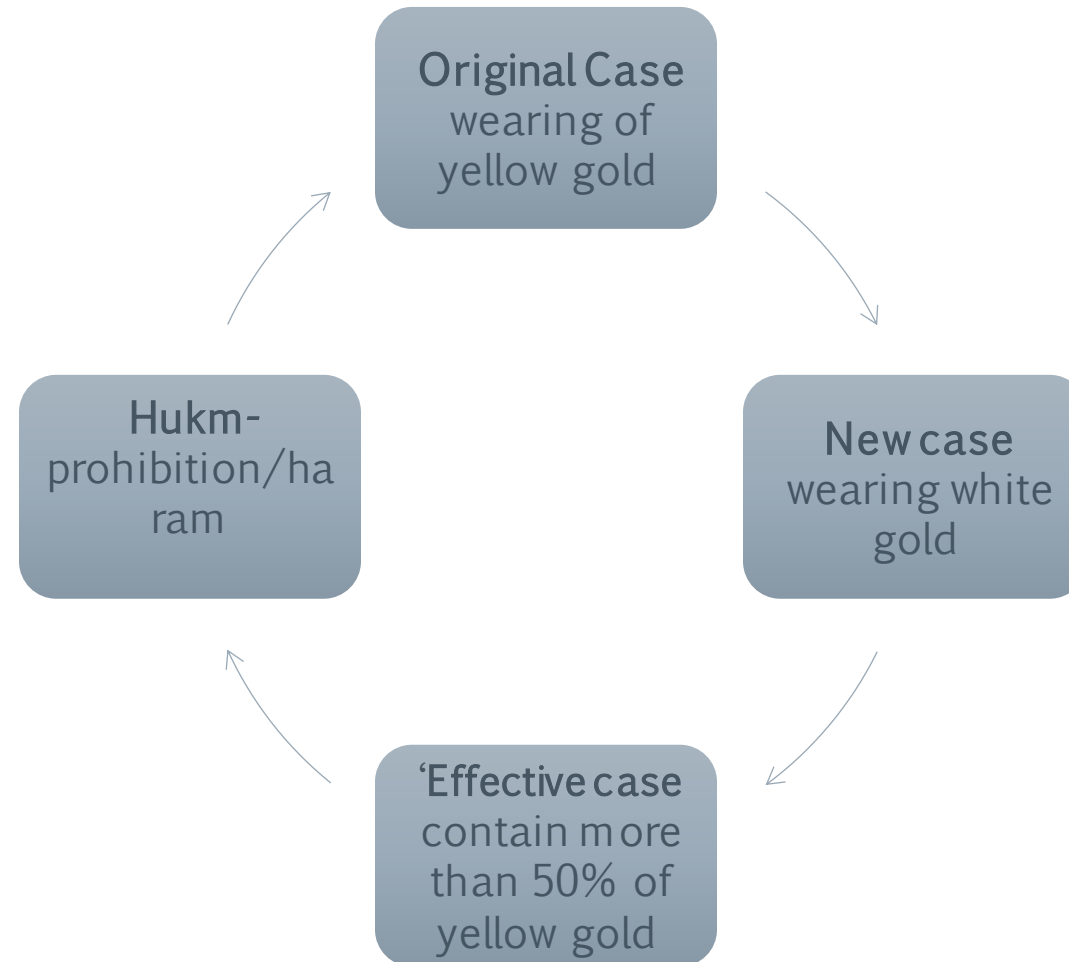 Original Case
wearing of
yellow gold
New case
wearing white
gold
‘Effective case
contain more
than 50% of
yellow gold
Hukm-
prohibition/ha
ram